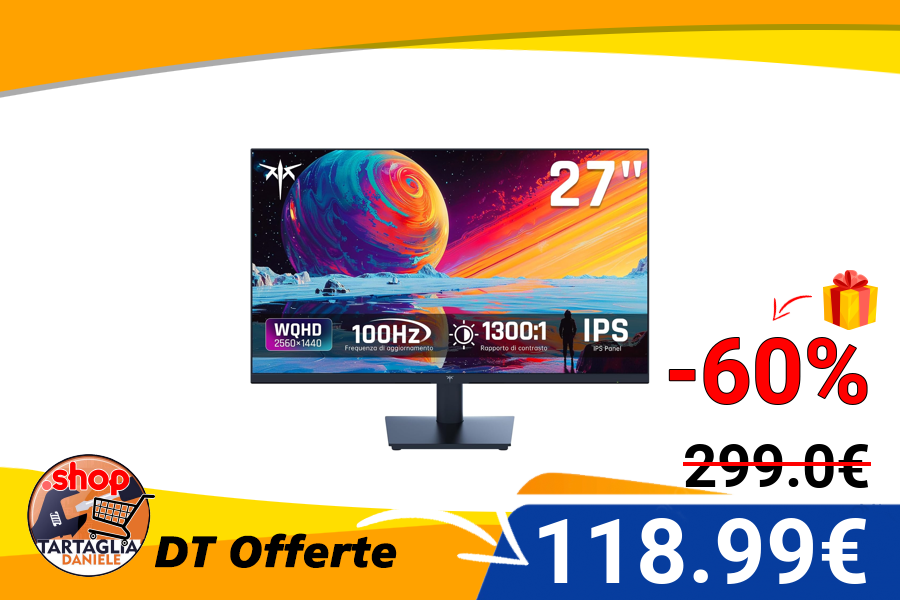 27"
WQHD
2560×1440
100Hz
Frequenza di aggiornamento
1300:1
Rapporto di contrasto
IPS
IPS Panel
-60%
299.0€
118.99€
.shop
TARTAGLIA
DANIELE
DT Offerte